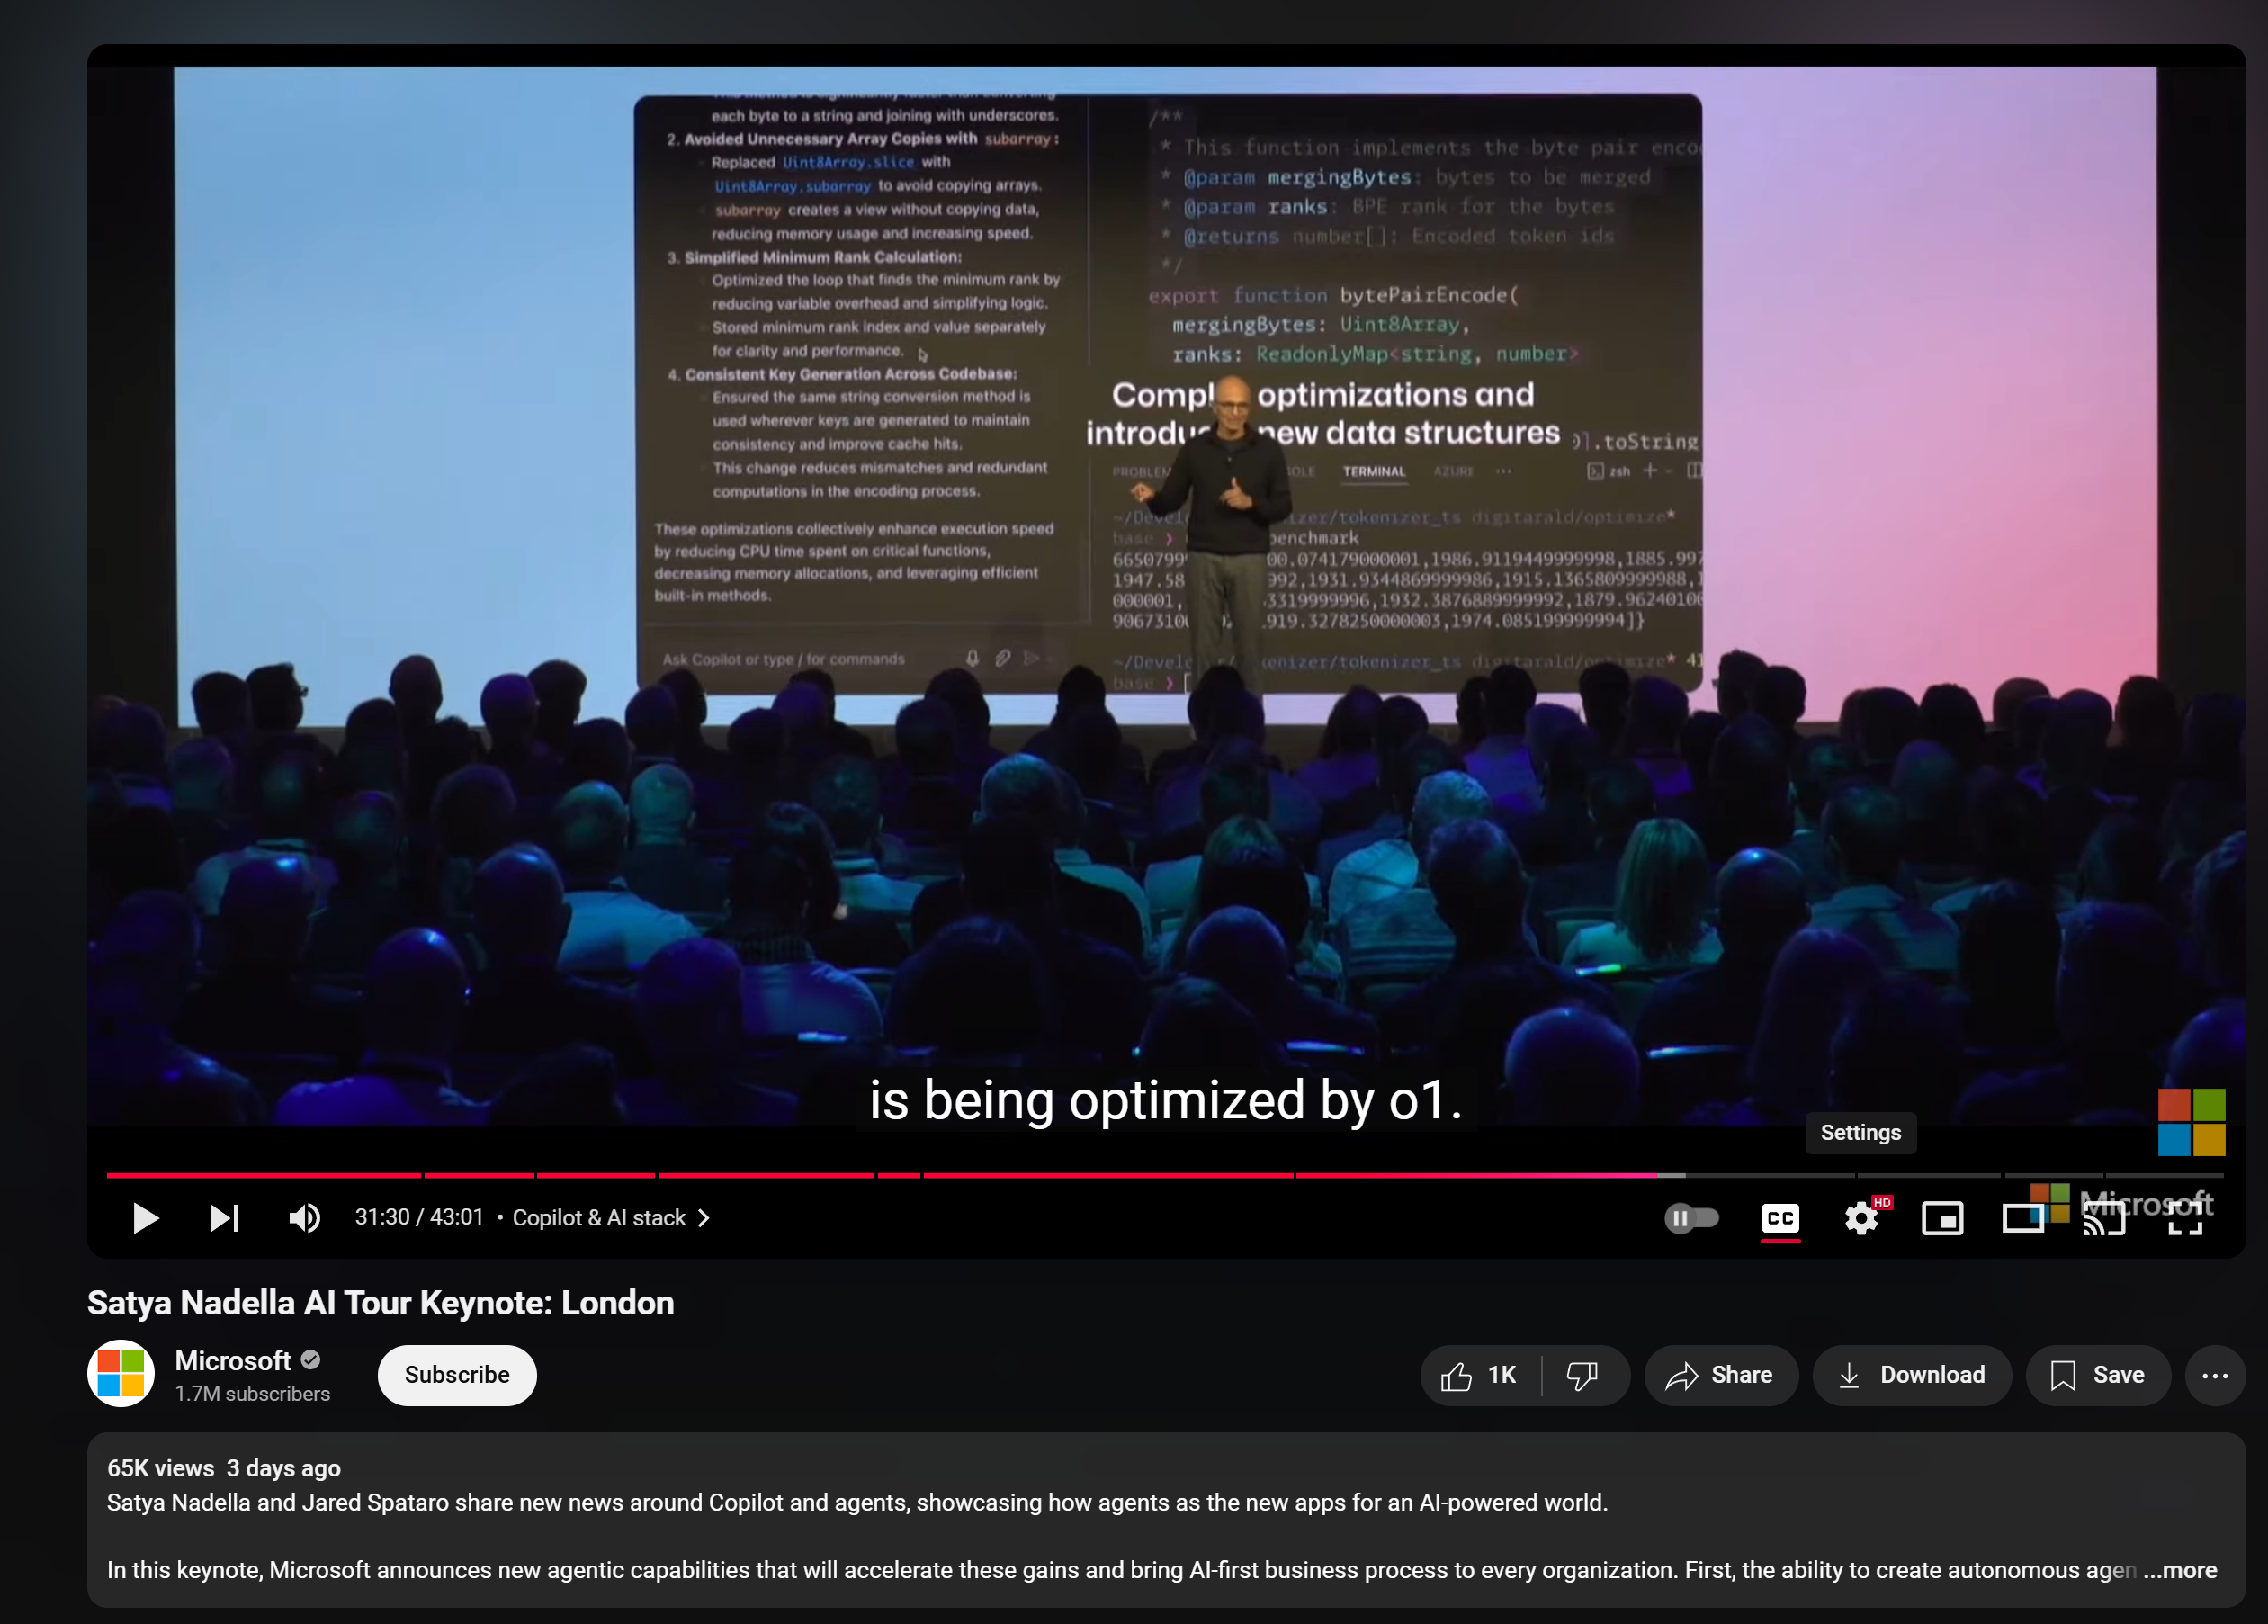 each byte to a string and joining with underscores.
2. Avoided Unnecessary Array Copies with subarray:
Replaced Uint8Array.slice with
Uint8Array.subarray to avoid copying arrays.
subarray creates a view without copying data,
reducing memory usage and increasing speed.
3. Simplified Minimum Rank Calculation:
Optimized the loop that finds the minimum rank by
reducing variable overhead and simplifying logic.
Stored minimum rank index and value separately
for clarity and performance.
4. Consistent Key Generation Across Codebase:
Ensured the same string conversion method is
used wherever keys are generated to maintain
consistency and improve cache hits.
This change reduces mismatches and redundant
computations in the encoding process.
These optimizations collectively enhance execution speed
by reducing CPU time spent on critical functions,
decreasing memory allocations, and leveraging efficient
built-in methods.
Ask Copilot or type / for commands
/**
* This function implements the byte pair enco
* @param mergingBytes: bytes to be merged
* @param ranks: BPE rank for the bytes
* @returns number[]: Encoded token ids
*/
export function bytePairEncode(
mergingBytes: Uint8Array,
ranks: ReadonlyMap<string, number>
Compl optimizations and
introdu new data structures
].toString
PROBLEM OLE TERMINAL AZURE ... zsh +
~/Devel izer/tokenizer_ts digitarald/optimize*
base > benchmark
6650799 00.074179000001,1986.9119449999998,1885.997
1947.58 992,1931.9344869999986,1915.1365809999988,1
000001, 3319999996,1932.3876889999992,1879.96240100
906731 919.3278250000003,1974.085199999994]}
~/Devel enizer/tokenizer_ts digitarald/optimize* 41
base >
is being optimized by o1.
Settings
31:30 / 43:01 • Copilot & AI stack >
CC
HD
Microsoft
Satya Nadella AI Tour Keynote: London
Microsoft
1.7M subscribers
Subscribe
1K
Share
Download
Save
65K views 3 days ago
Satya Nadella and Jared Spataro share new news around Copilot and agents, showcasing how agents as the new apps for an AI-powered world.
In this keynote, Microsoft announces new agentic capabilities that will accelerate these gains and bring AI-first business process to every organization. First, the ability to create autonomous agen ...more